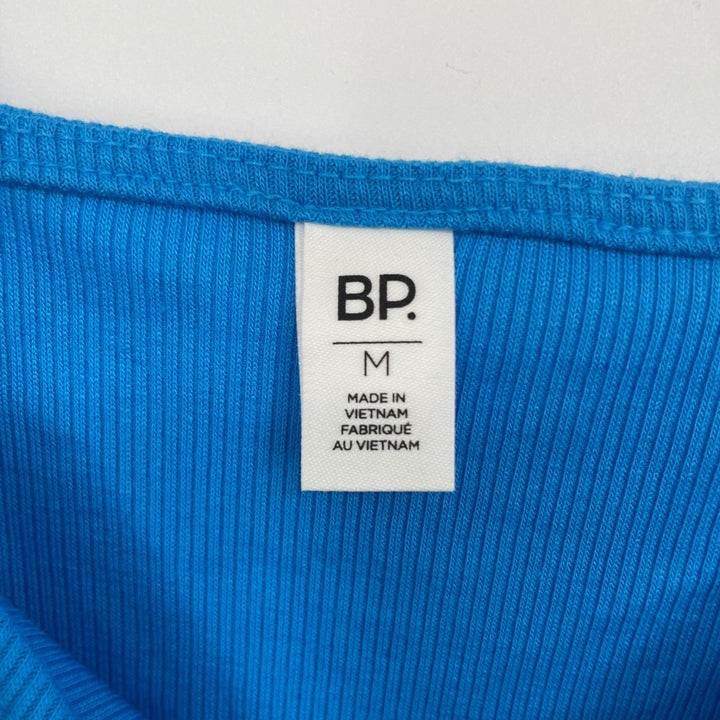 BP.
M
MADE IN
VIETNAM
FABRIQUÉ
AU VIETNAM